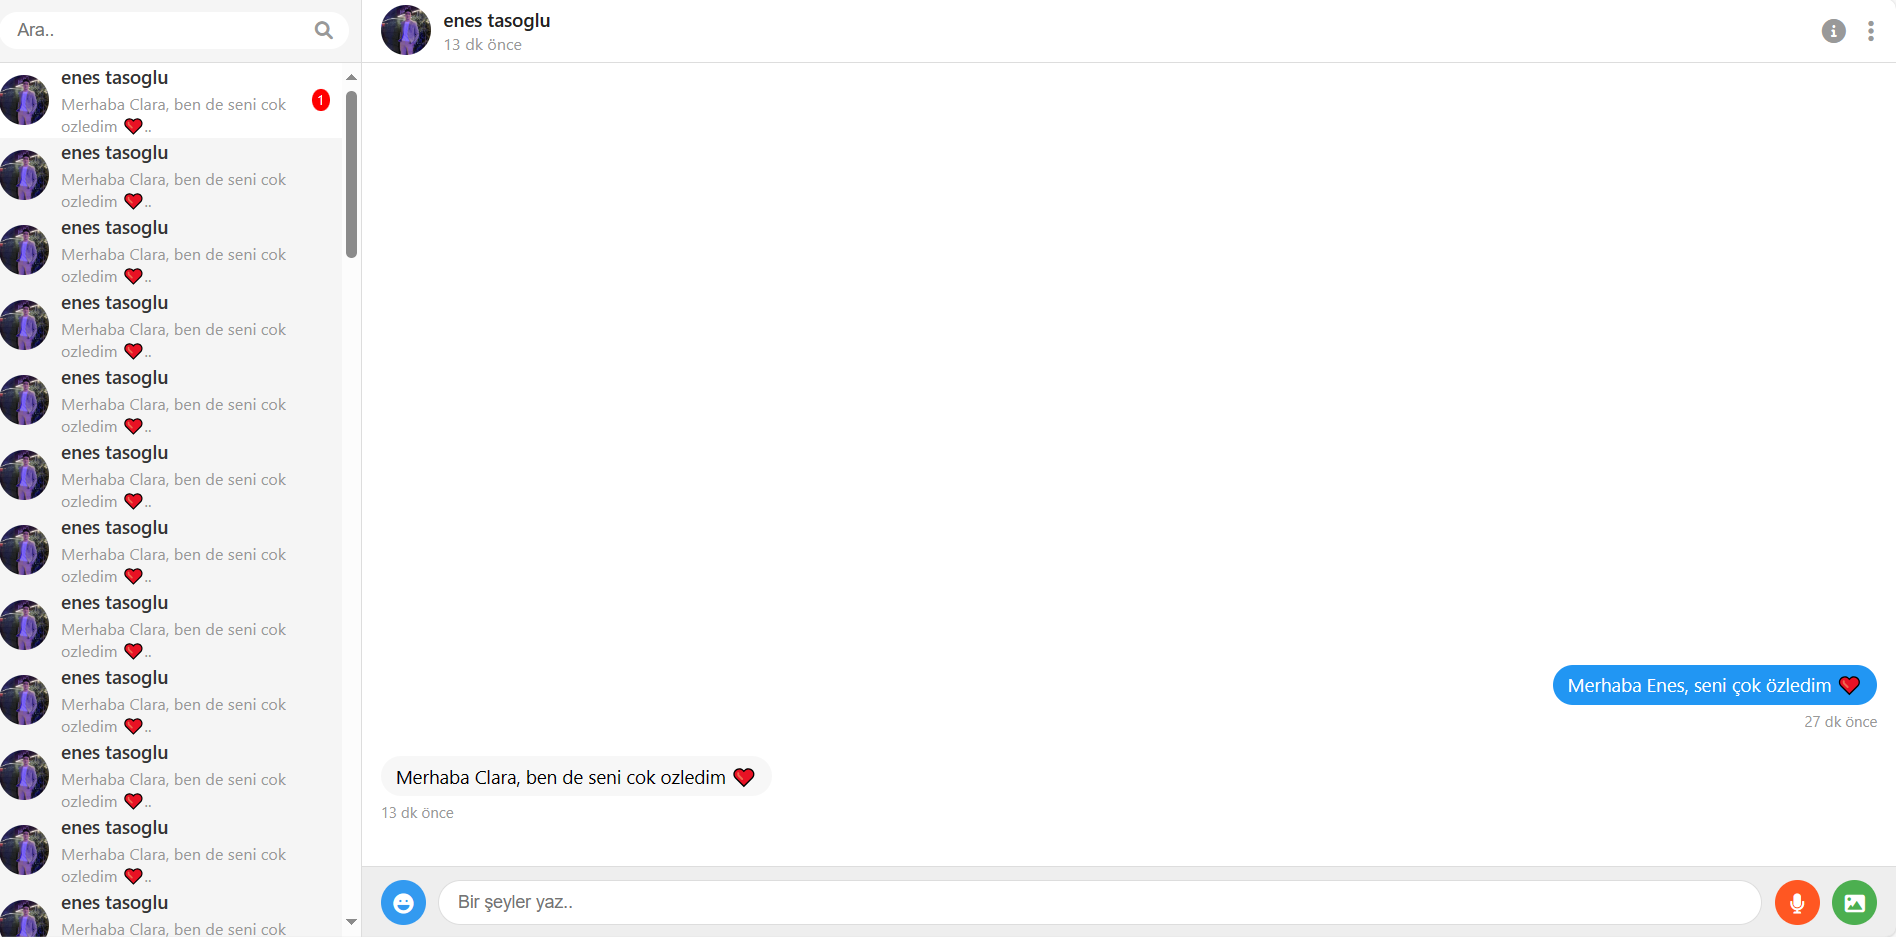 Ara..
enes tasoglu
Merhaba Clara, ben de seni cok
ozledim ❤..
1
enes tasoglu
Merhaba Clara, ben de seni cok
ozledim ❤..
enes tasoglu
Merhaba Clara, ben de seni cok
ozledim ❤..
enes tasoglu
Merhaba Clara, ben de seni cok
ozledim ❤..
enes tasoglu
Merhaba Clara, ben de seni cok
ozledim ❤..
enes tasoglu
Merhaba Clara, ben de seni cok
ozledim ❤..
enes tasoglu
Merhaba Clara, ben de seni cok
ozledim ❤..
enes tasoglu
Merhaba Clara, ben de seni cok
ozledim ❤..
enes tasoglu
Merhaba Clara, ben de seni cok
ozledim ❤..
enes tasoglu
Merhaba Clara, ben de seni cok
ozledim ❤..
enes tasoglu
Merhaba Clara, ben de seni cok
ozledim ❤..
enes tasoglu
Merhaba Clara, ben de seni cok
enes tasoglu
13 dk önce
Merhaba Enes, seni çok özledim ❤
27 dk önce
Merhaba Clara, ben de seni cok ozledim ❤
13 dk önce
Bir şeyler yaz..